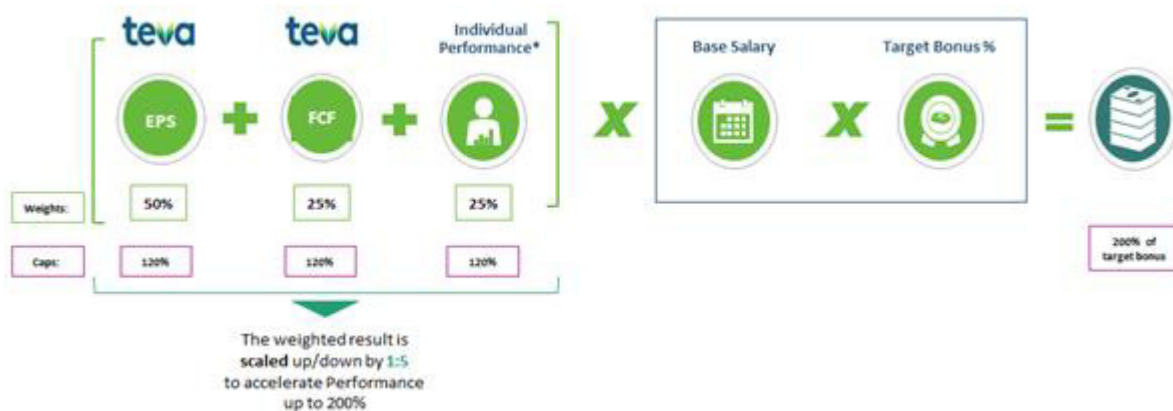 teva
teva
Individual
Performance*
Base Salary
Target Bonus %
EPS
FCF
Weights:
50%
25%
25%
Caps:
120%
120%
120%
200% of
target bonus
The weighted result is
scaled up/down by 1:5
to accelerate Performance
up to 200%